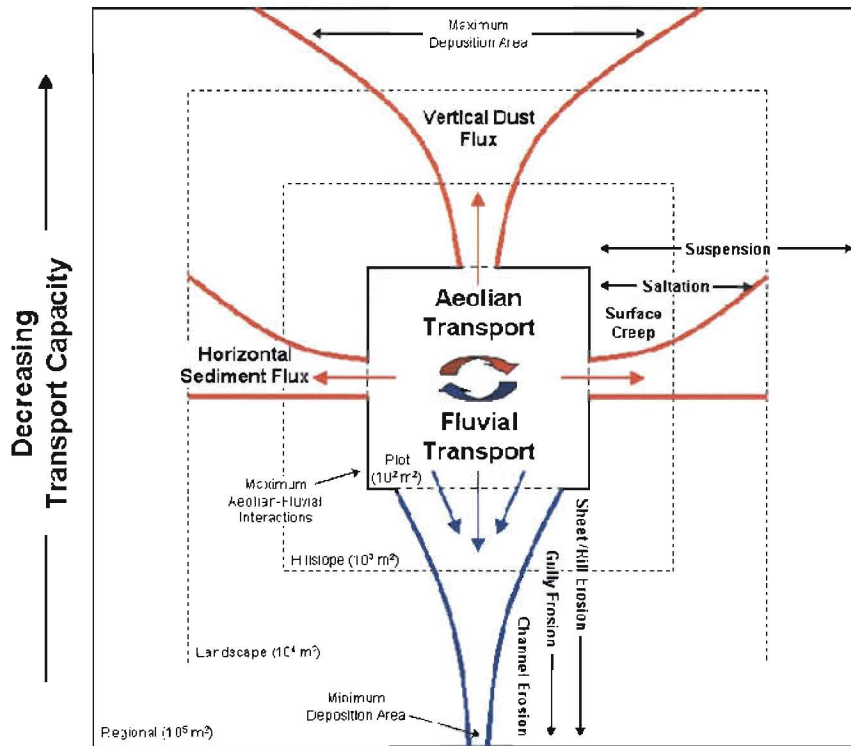 Maximum
Deposition Area
Vertical Dust
Flux
Suspension
Saltation
Surface
Creep
Aeolian
Transport
Horizontal
Sediment Flux
Fluvial
Transport
Plot
(10² m²)
Maximum
Aeolian-Fluvial
Interactions
Hillslope (10³ m²)
Landscape (10⁴ m²)
Minimum
Deposition Area
Regional (10⁵ m²)
Channel Erosion
Gully Erosion
Sheet/Rill Erosion
Decreasing
Transport Capacity